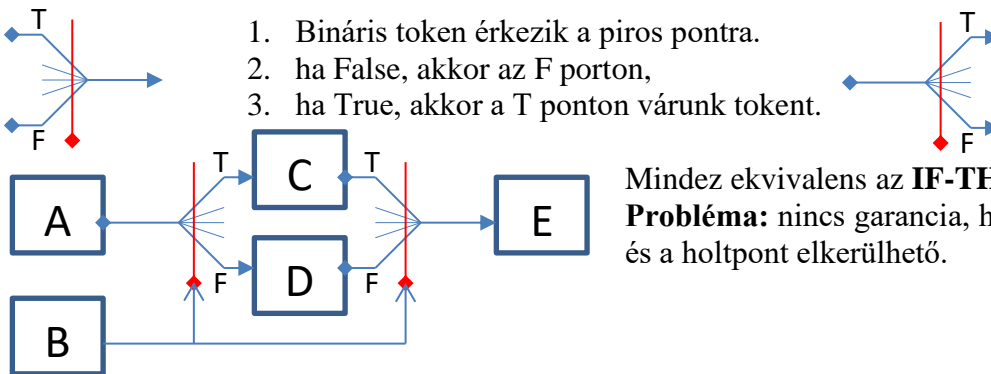 T
F
1. Bináris token érkezik a piros pontra.
2. ha False, akkor az F porton,
3. ha True, akkor a T ponton várunk tokent.
T
F
A
B
T
F
C
D
T
F
E
Mindez ekvivalens az IF-TH
Probléma: nincs garancia, h
és a holtpont elkerülhető.